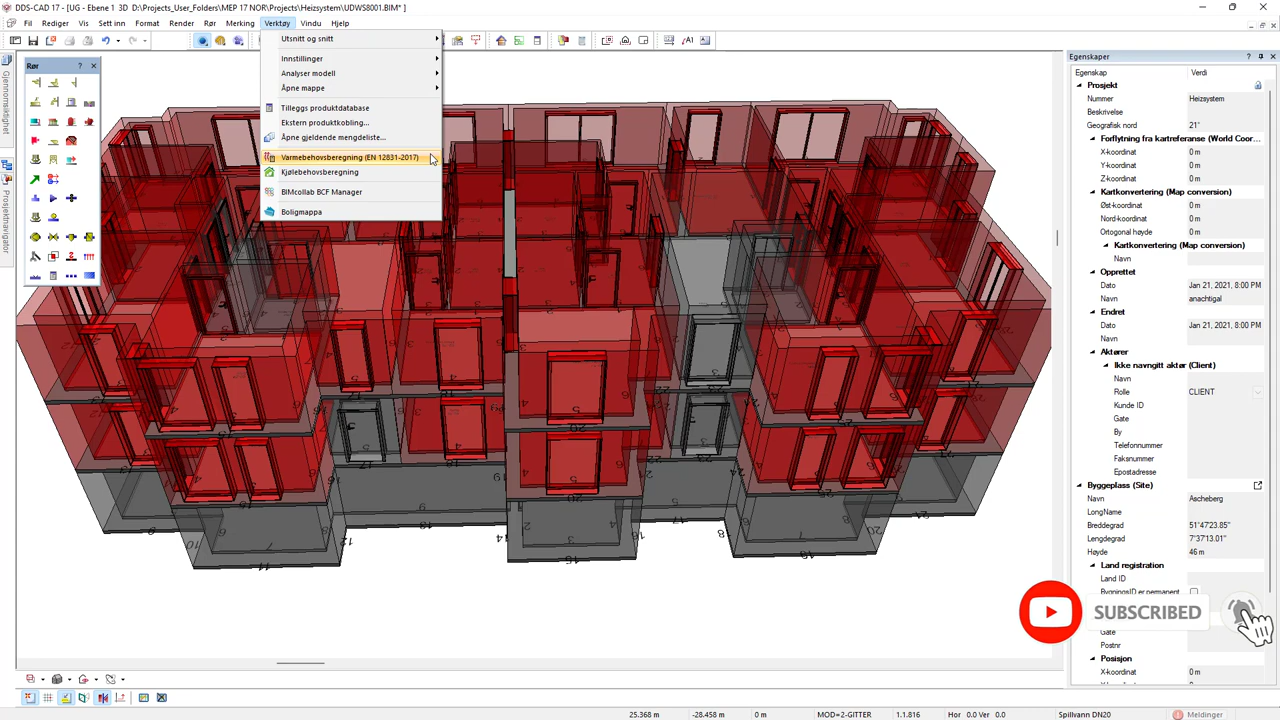 DDS-CAD 17 - [UG - Ebene 1 3D D:\Projects_User_Folders\MEP 17 NOR\Heizsystem\UDWS8001.BIM*]
Fil Rediger Vis Sett inn Format Render Rør Merking Verktøy Vindu Hjelp
Utsnitt og snitt
Innstillinger
Analyser modell
Åpne mappe
Tilleggs produktdatabase
Ekstern produktkobling...
Åpne gjeldende mengdeliste...
Varmebehovsberegning (EN 12831-2017)
Kjølebehovsberegning
BIMcollab BCF Manager
Boligmappa
Rør ?
Gjennomsiktighet
Prosjektnavigator
Egenskaper ?
Egenskap Verdi
Prosjekt
Nummer Heizsystem
Beskrivelse
Geografisk nord 21°
Forflytning fra kartreferanse (World Coor...
X-koordinat 0 m
Y-koordinat 0 m
Z-koordinat 0 m
Kartkonvertering (Map conversion)
Øst-koordinat 0 m
Nord-koordinat 0 m
Ortogonal høyde 0 m
Kartkonvertering (Map conversion)
Navn
Opprettet
Dato Jan 21, 2021, 8:00 PM
Navn anachtigal
Endret
Dato Jan 21, 2021, 8:00 PM
Navn
Aktører
Ikke navngitt aktør (Client)
Navn
Rolle CLIENT
Kunde ID
Gate
By
Telefonnummer
Faksnummer
Epostadresse
Byggeplass (Site)
Navn Ascheberg
LongName
Breddegrad 51°47'23.85"
Lengdegrad 7°37'13.01"
Høyde 46 m
Land registration
Land ID
BygningsID er permanent
SUBSCRIBED
Gate
Postnr
Posisjon
X-koordinat 0 m
25.368 m -28.458 m 0 m MOD=2-GITTER 1.1.816 Hor 0.0 Ver 0.0 Spillvann DN20 Meldinger